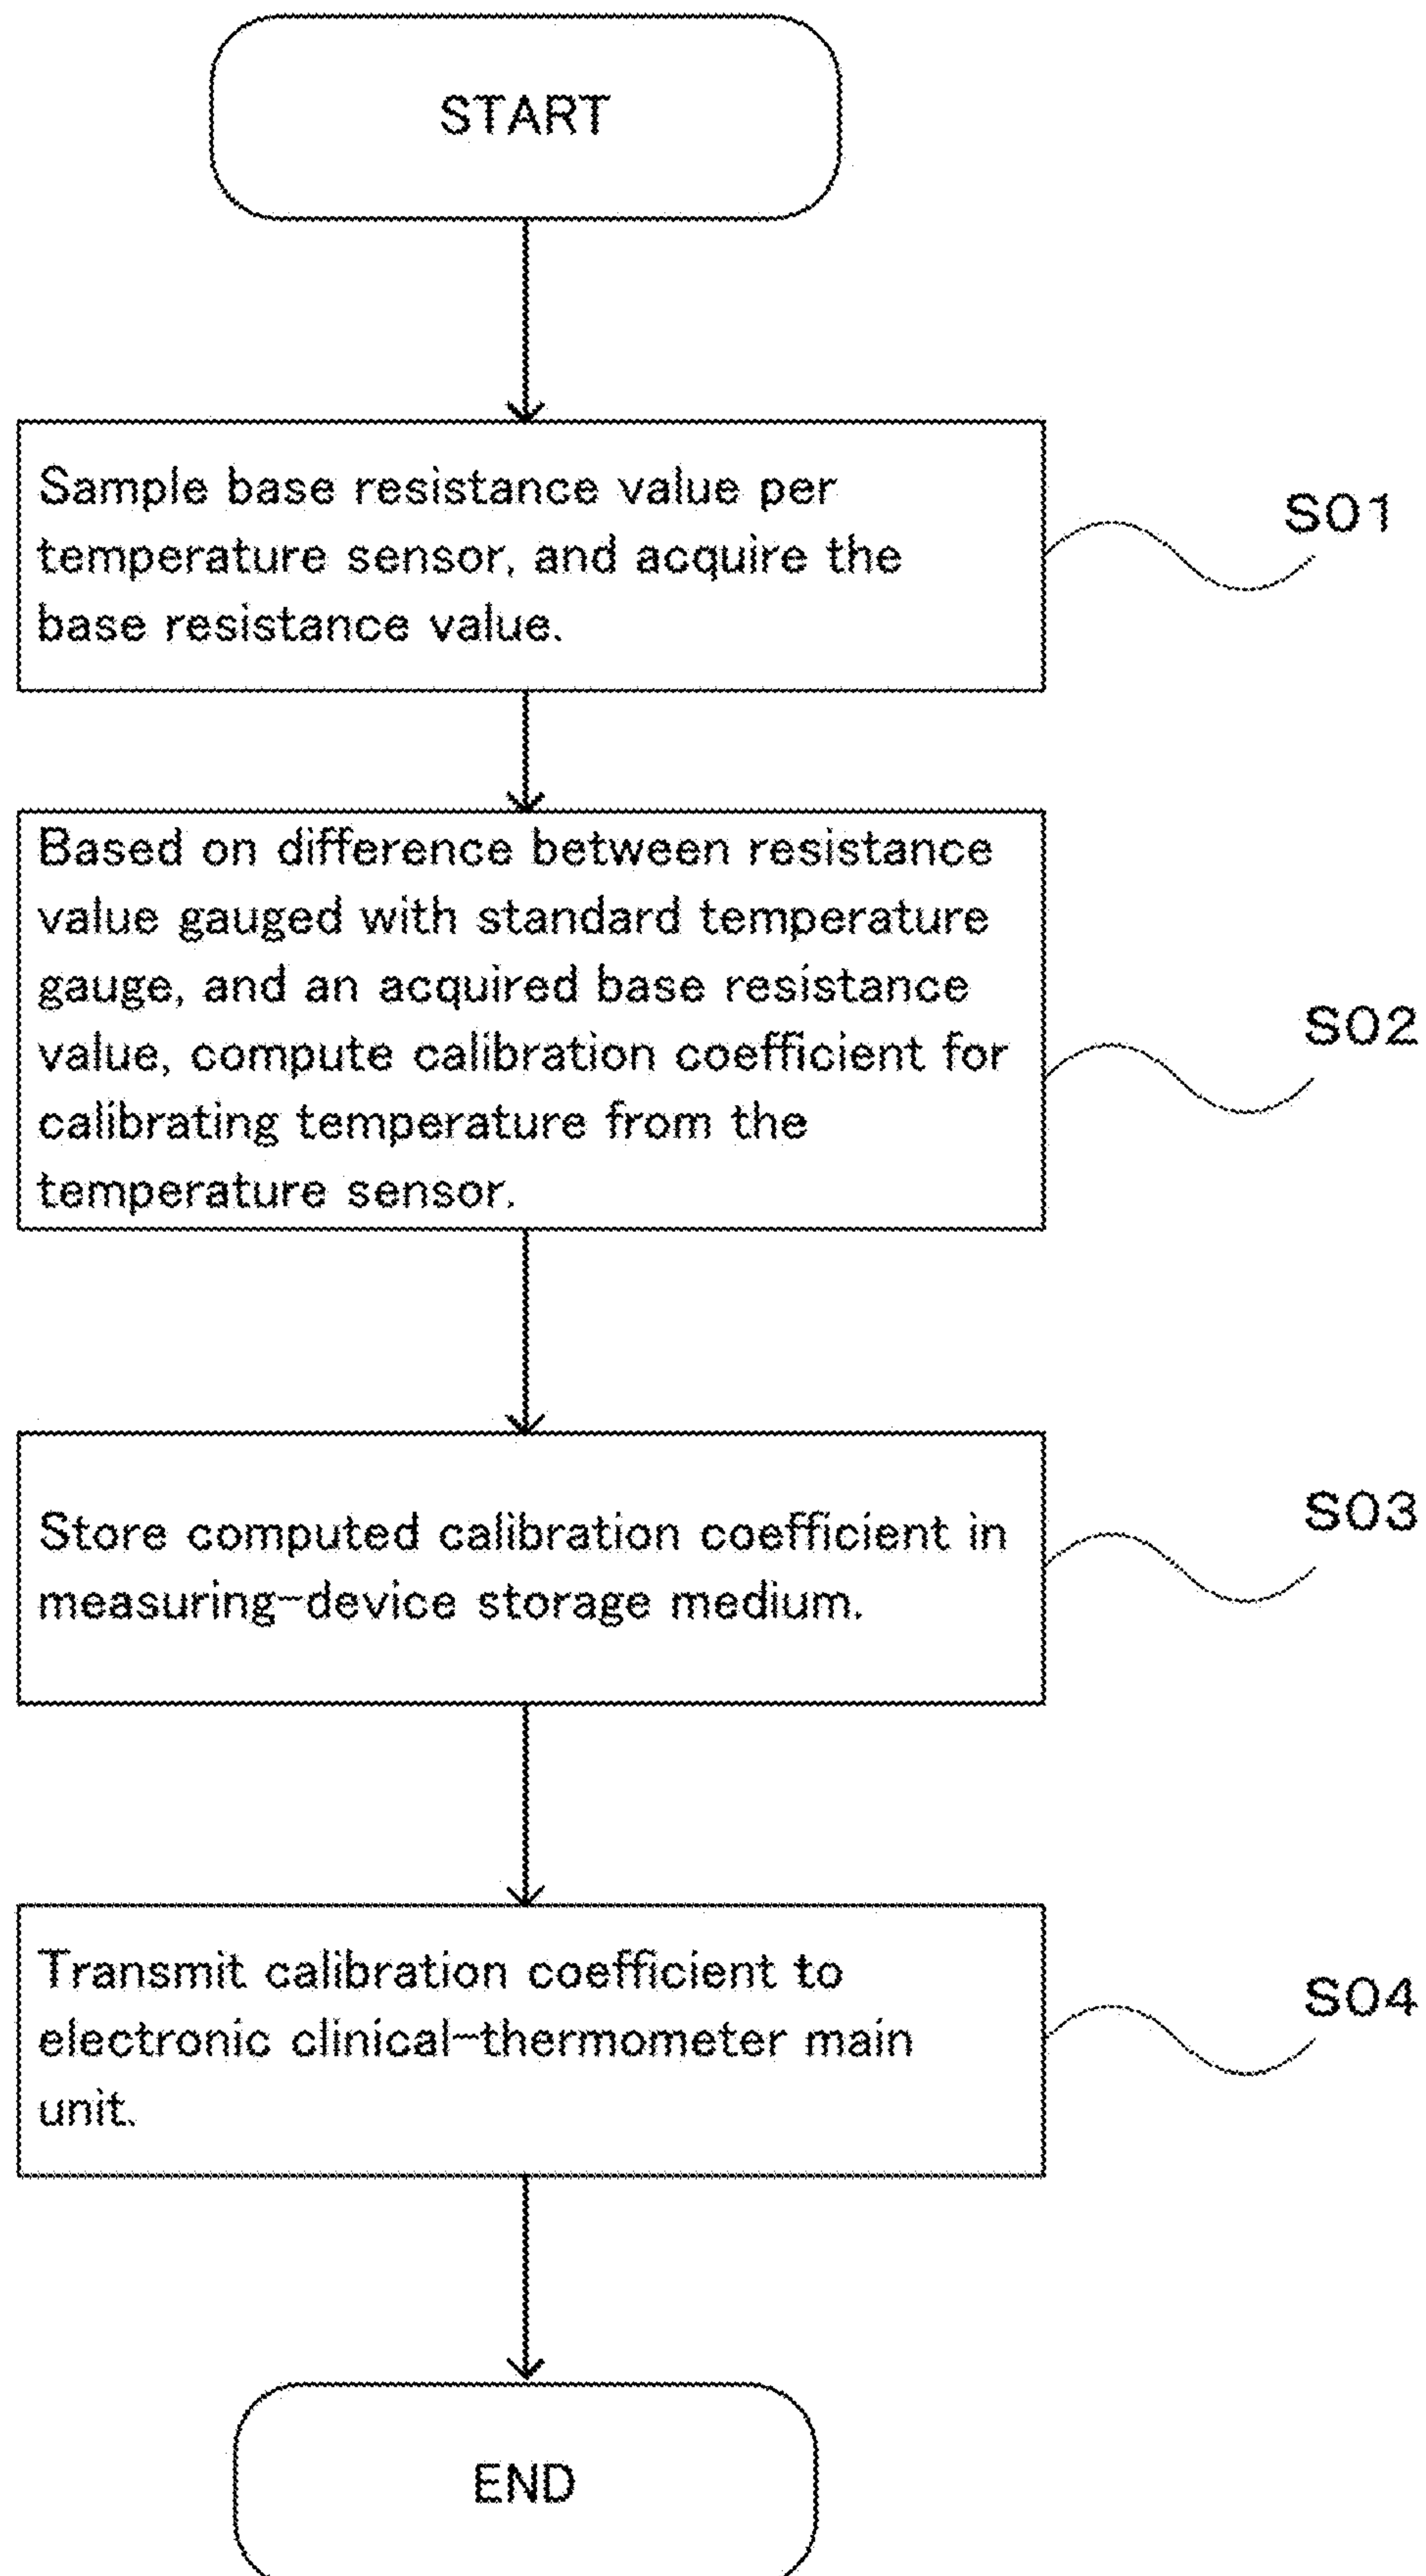 START
Sample base resistance value per
temperature sensor, and acquire the
base resistance value.
S01
Based on difference between resistance
value gauged with standard temperature
gauge, and an acquired base resistance
value, compute calibration coefficient for
calibrating temperature from the
temperature sensor.
S02
Store computed calibration coefficient in
measuring-device storage medium.
S03
Transmit calibration coefficient to
electronic clinical-thermometer main
unit.
S04
END